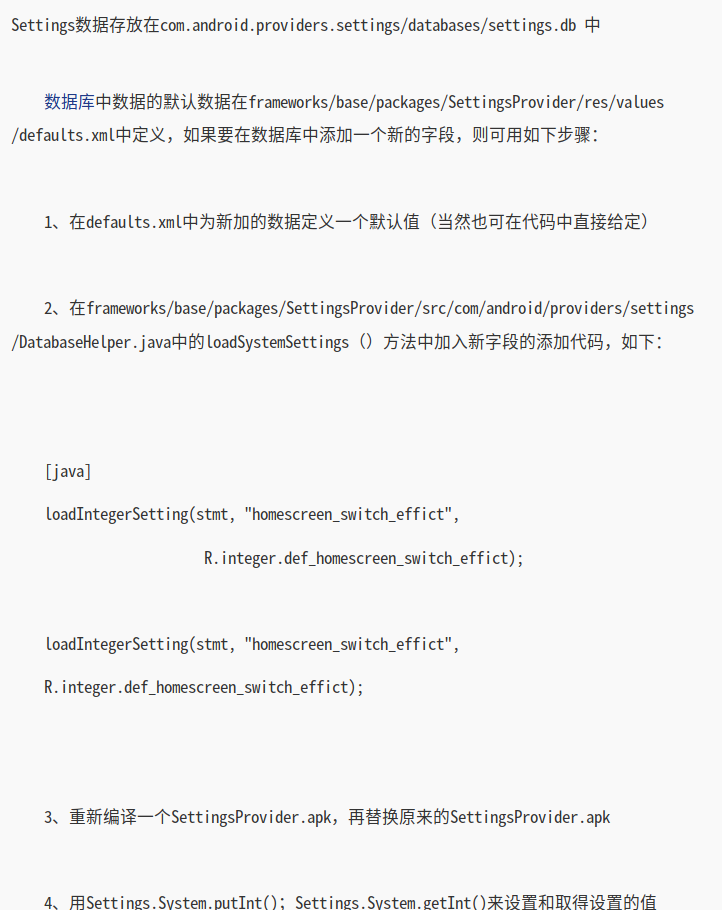 Settings数据存放在com.android.providers.settings/databases/settings.db 中
数据库中数据的默认数据在frameworks/base/packages/SettingsProvider/res/values
/defaults.xml中定义，如果要在数据库中添加一个新的字段，则可用如下步骤：
1、在defaults.xml中为新加的数据定义一个默认值（当然也可在代码中直接给定）
2、在frameworks/base/packages/SettingsProvider/src/com/android/providers/settings
/DatabaseHelper.java中的loadSystemSettings（）方法中加入新字段的添加代码，如下：
[java]
loadIntegerSetting(stmt, "homescreen_switch_effict",
R.integer.def_homescreen_switch_effict);
loadIntegerSetting(stmt, "homescreen_switch_effict",
R.integer.def_homescreen_switch_effict);
3、重新编译一个SettingsProvider.apk，再替换原来的SettingsProvider.apk
4、用Settings.System.putInt()；Settings.System.getInt()来设置和取得设置的值